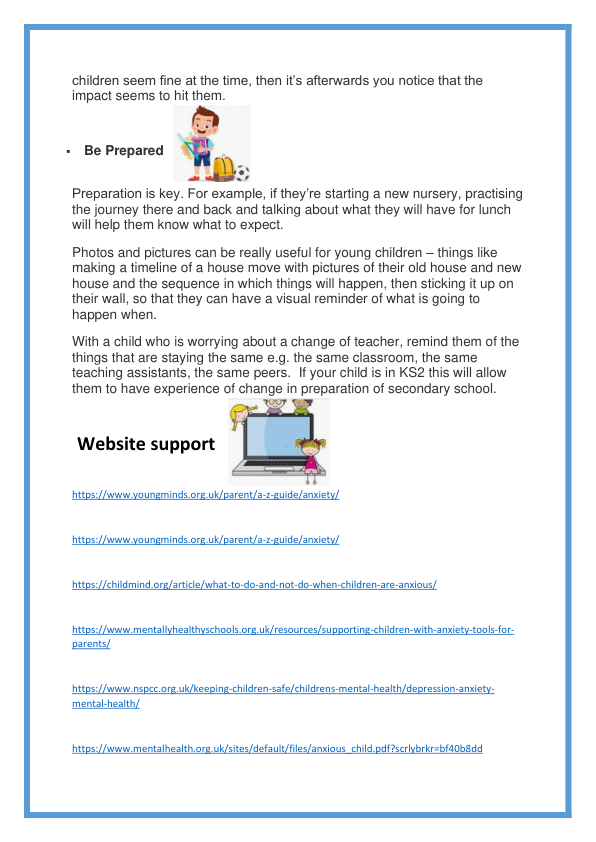 children seem fine at the time, then it’s afterwards you notice that the
impact seems to hit them.
▪ Be Prepared
Preparation is key. For example, if they’re starting a new nursery, practising
the journey there and back and talking about what they will have for lunch
will help them know what to expect.
Photos and pictures can be really useful for young children – things like
making a timeline of a house move with pictures of their old house and new
house and the sequence in which things will happen, then sticking it up on
their wall, so that they can have a visual reminder of what is going to
happen when.
With a child who is worrying about a change of teacher, remind them of the
things that are staying the same e.g. the same classroom, the same
teaching assistants, the same peers.  If your child is in KS2 this will allow
them to have experience of change in preparation of secondary school.
Website support
https://www.youngminds.org.uk/parent/a-z-guide/anxiety/
https://www.youngminds.org.uk/parent/a-z-guide/anxiety/
https://childmind.org/article/what-to-do-and-not-do-when-children-are-anxious/
https://www.mentallyhealthyschools.org.uk/resources/supporting-children-with-anxiety-tools-for-
parents/
https://www.nspcc.org.uk/keeping-children-safe/childrens-mental-health/depression-anxiety-
mental-health/
https://www.mentalhealth.org.uk/sites/default/files/anxious_child.pdf?scrlybrkr=bf40b8dd